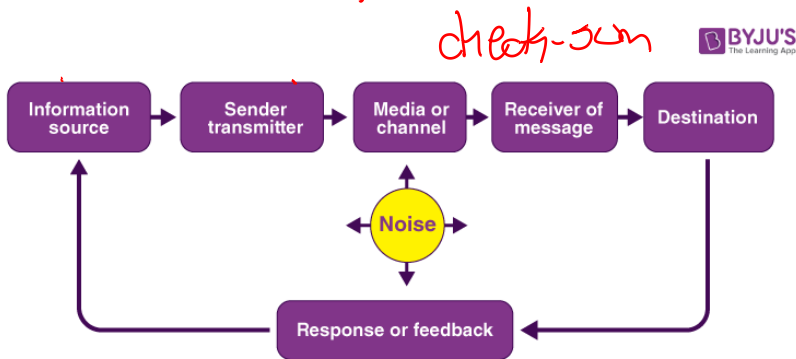 check-sum
BYJU'S
The Learning App
Information
source
Sender
transmitter
Media or
channel
Receiver of
message
Destination
Noise
Response or feedback